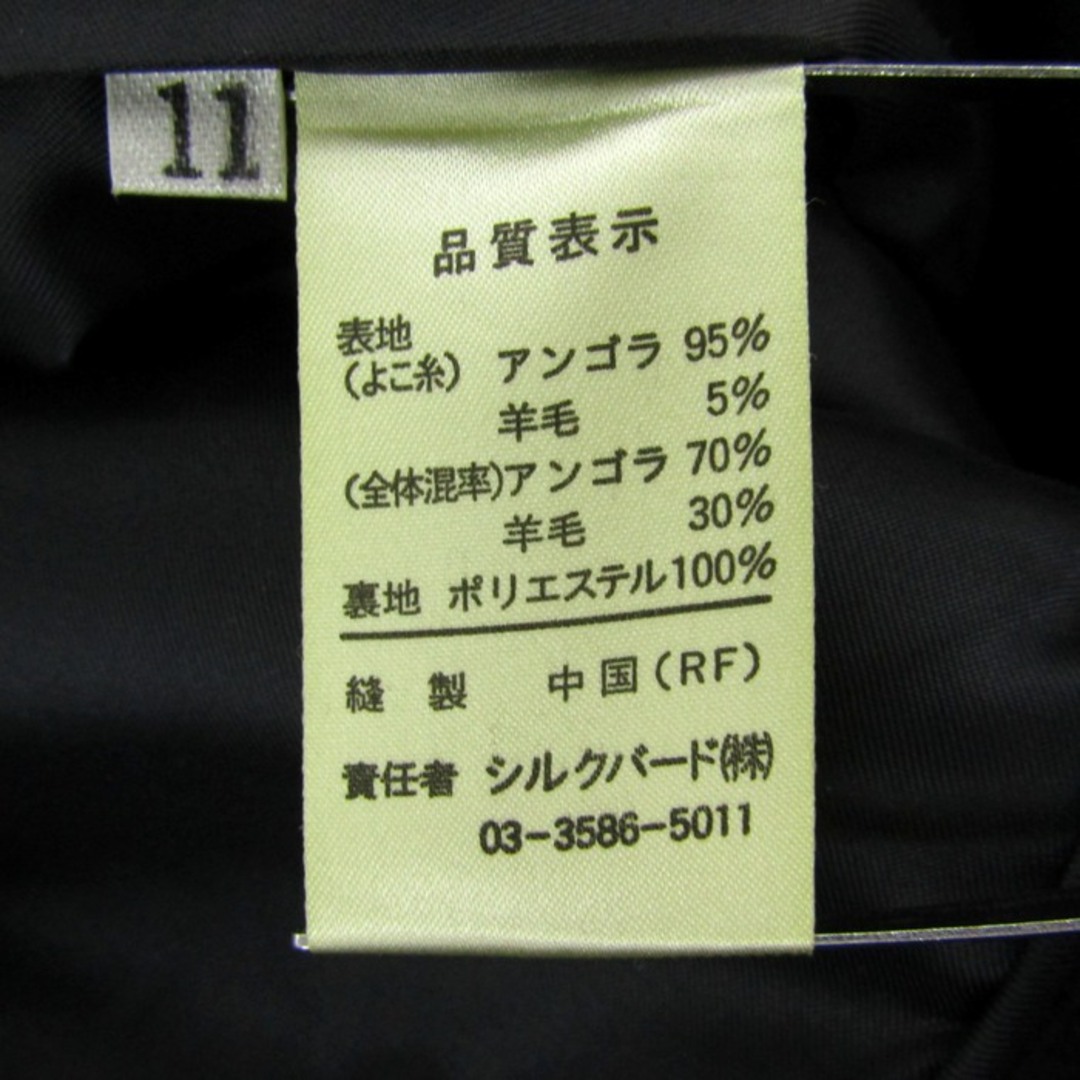 11
品質表示
表地
(よこ糸) アンゴラ 95%
羊毛 5%
(全体混率)アンゴラ 70%
羊毛 30%
裏地 ポリエステル100%
縫製 中国(RF)
責任者 シルクバード㈱
03-3586-5011